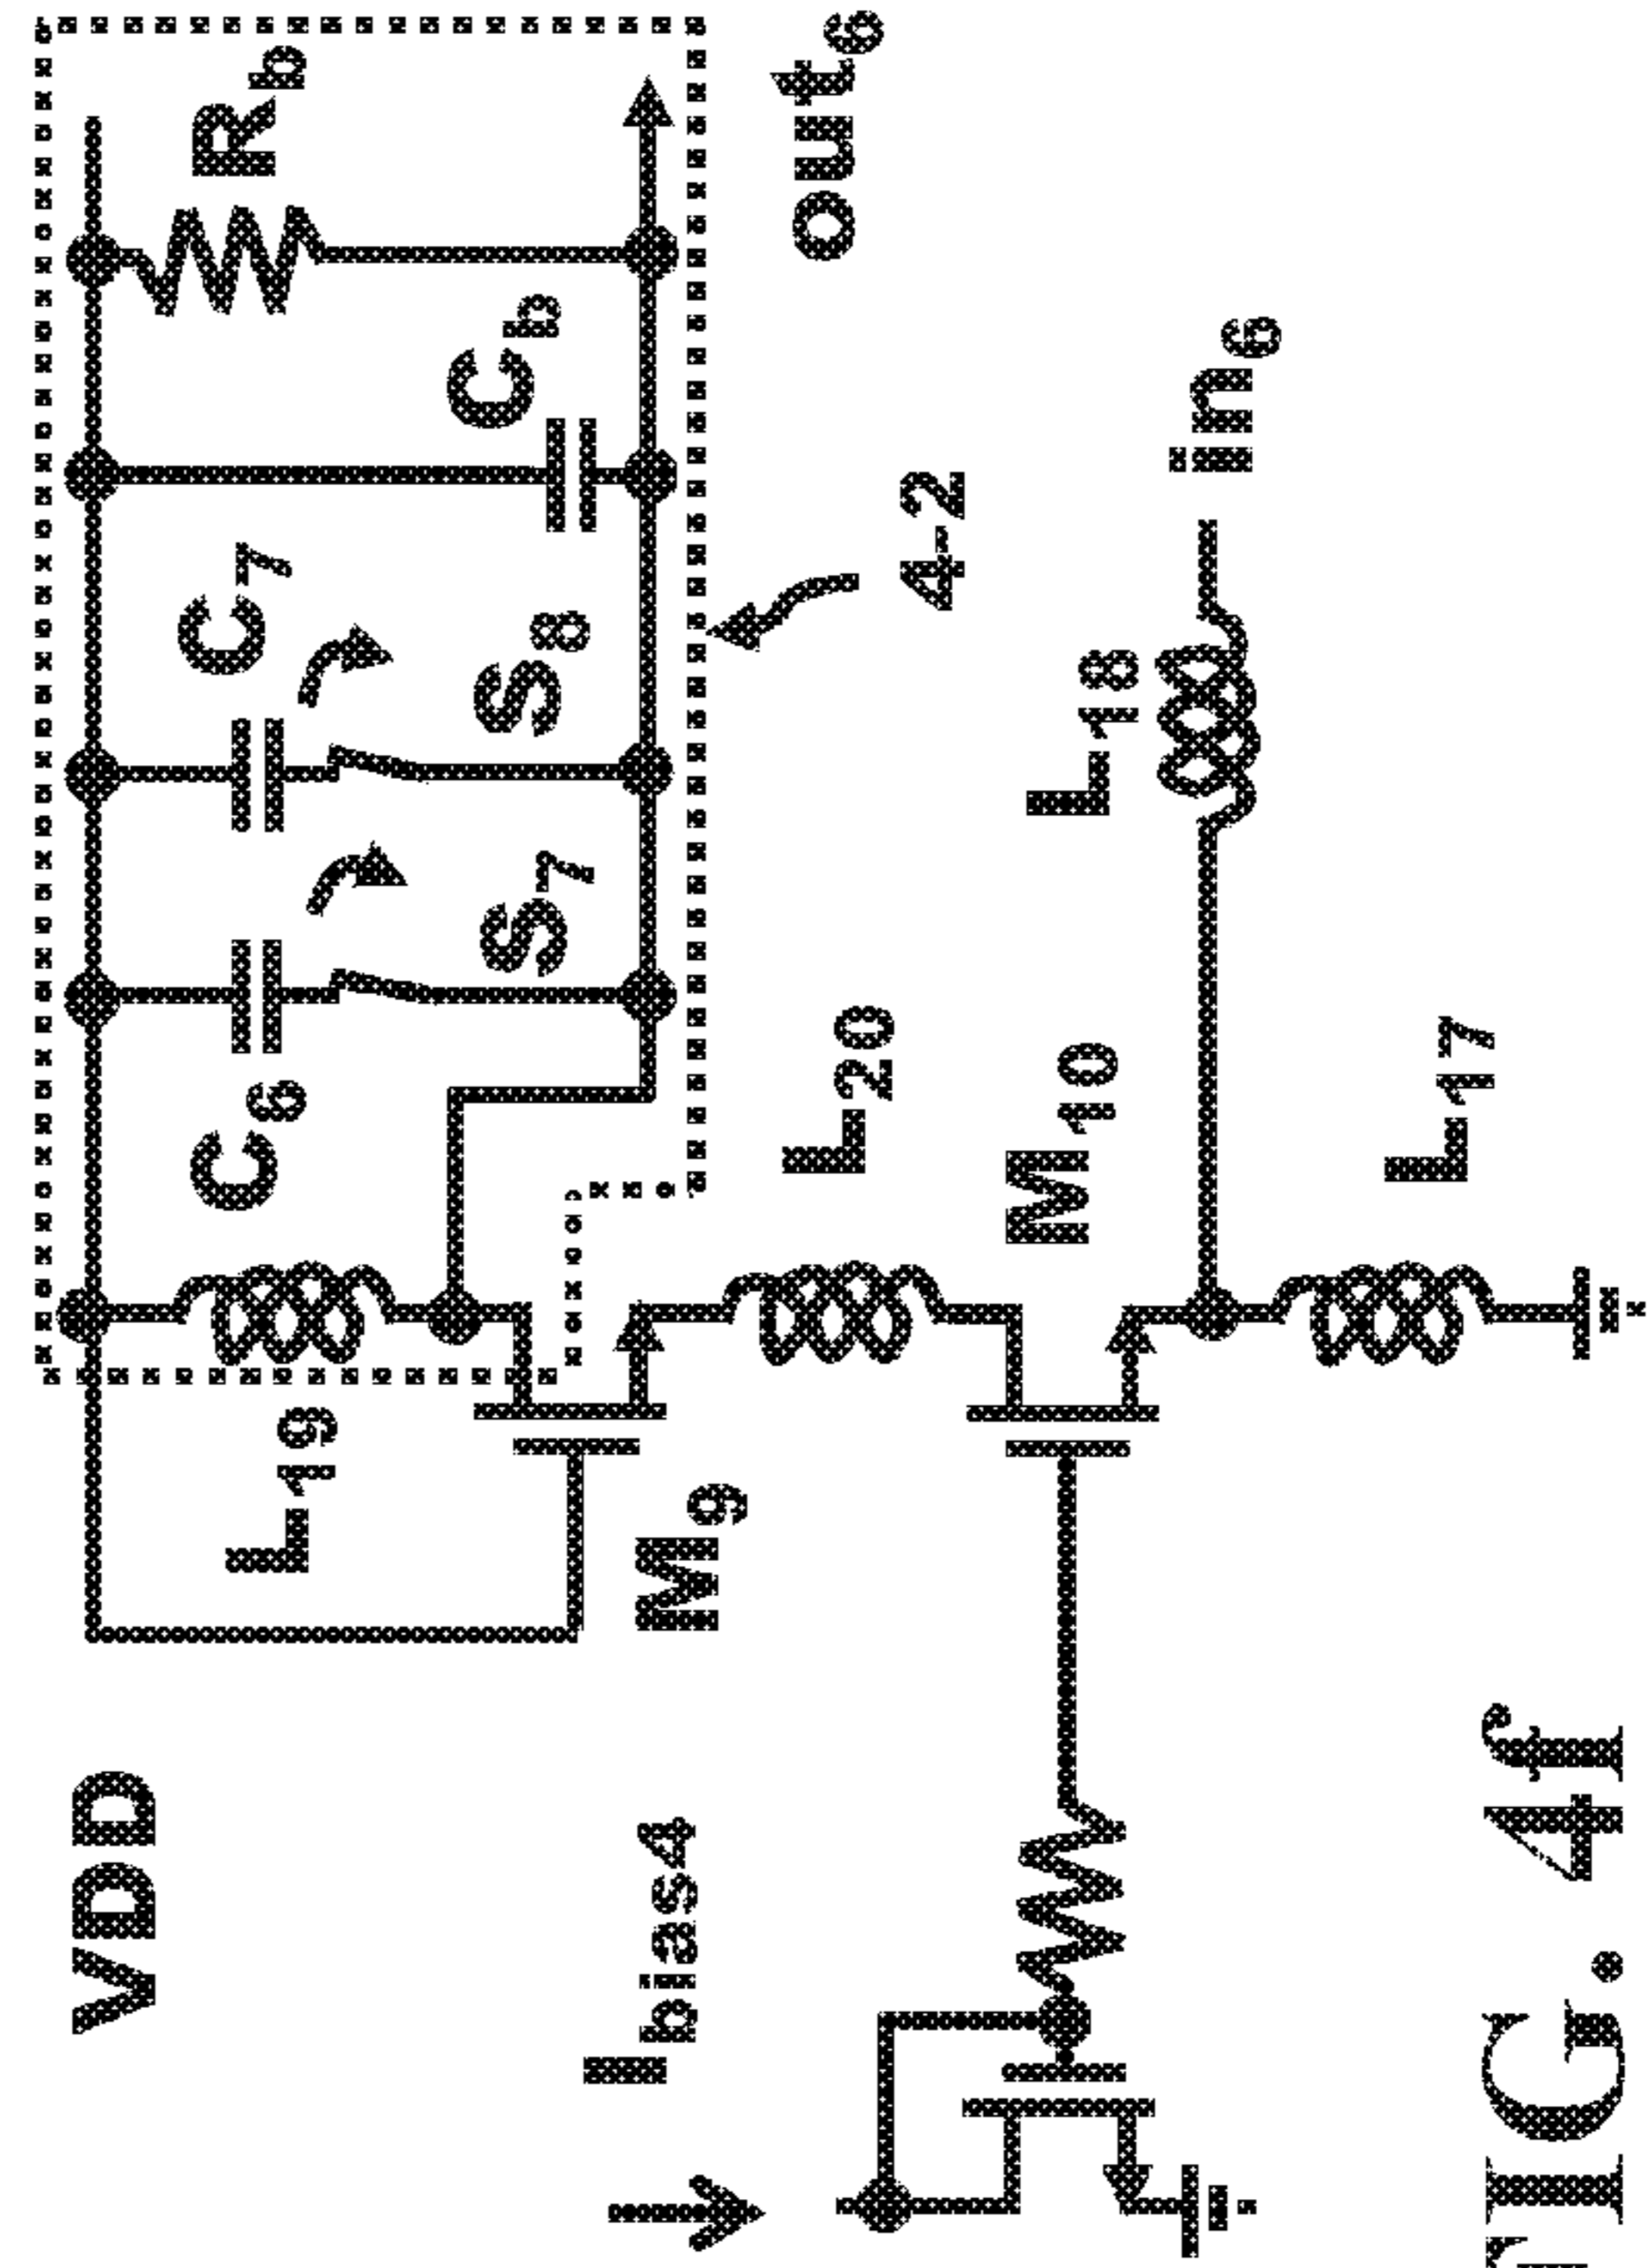 VDD
L19
C6
C7
Rb
S7
S8
Cb
M9
Ibias4
out6
L20
4-2
M10
L18
in6
L17
FIG. 4f